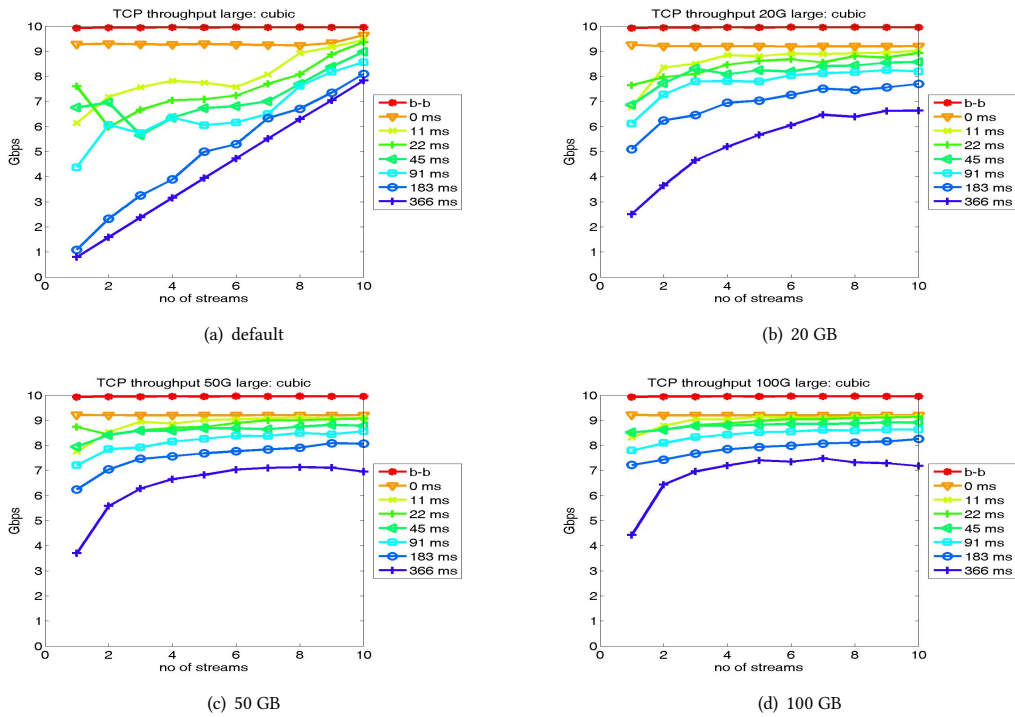 TCP throughput large: cubic
10
9
8
7
6
5
4
3
2
1
0
Gbps
0 2 4 6 8 10
no of streams
b-b
0 ms
11 ms
22 ms
45 ms
91 ms
183 ms
366 ms
(a) default
TCP throughput 20G large: cubic
10
9
8
7
6
5
4
3
2
1
0
Gbps
0 2 4 6 8 10
no of streams
b-b
0 ms
11 ms
22 ms
45 ms
91 ms
183 ms
366 ms
(b) 20 GB
TCP throughput 50G large: cubic
10
9
8
7
6
5
4
3
2
1
0
Gbps
0 2 4 6 8 10
no of streams
b-b
0 ms
11 ms
22 ms
45 ms
91 ms
183 ms
366 ms
(c) 50 GB
TCP throughput 100G large: cubic
10
9
8
7
6
5
4
3
2
1
0
Gbps
0 2 4 6 8 10
no of streams
b-b
0 ms
11 ms
22 ms
45 ms
91 ms
183 ms
366 ms
(d) 100 GB